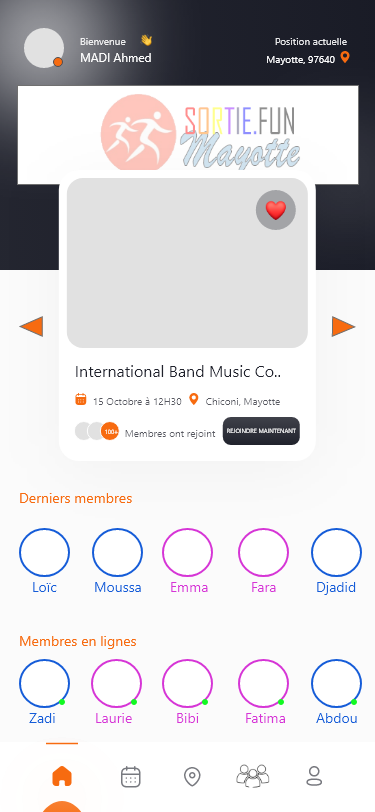 Bienvenue 👋
MADI Ahmed
Position actuelle
Mayotte, 97640
SORTIE.FUN
Mayotte
International Band Music Co..
15 Octobre à 12H30
Chiconi, Mayotte
100+
Membres ont rejoint
REJOINDRE MAINTENANT
Derniers membres
Loïc Moussa Emma Fara Djadid
Membres en lignes
Zadi Laurie Bibi Fatima Abdou